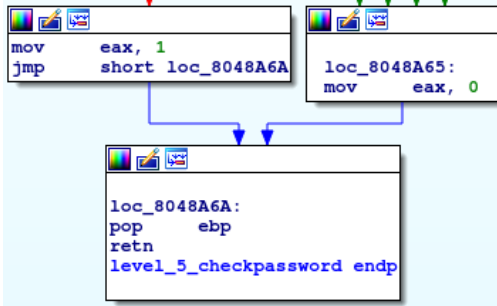 mov     eax, 1
jmp     short loc_8048A6A
loc_8048A65:
mov     eax, 0
loc_8048A6A:
pop     ebp
retn
level_5_checkpassword endp